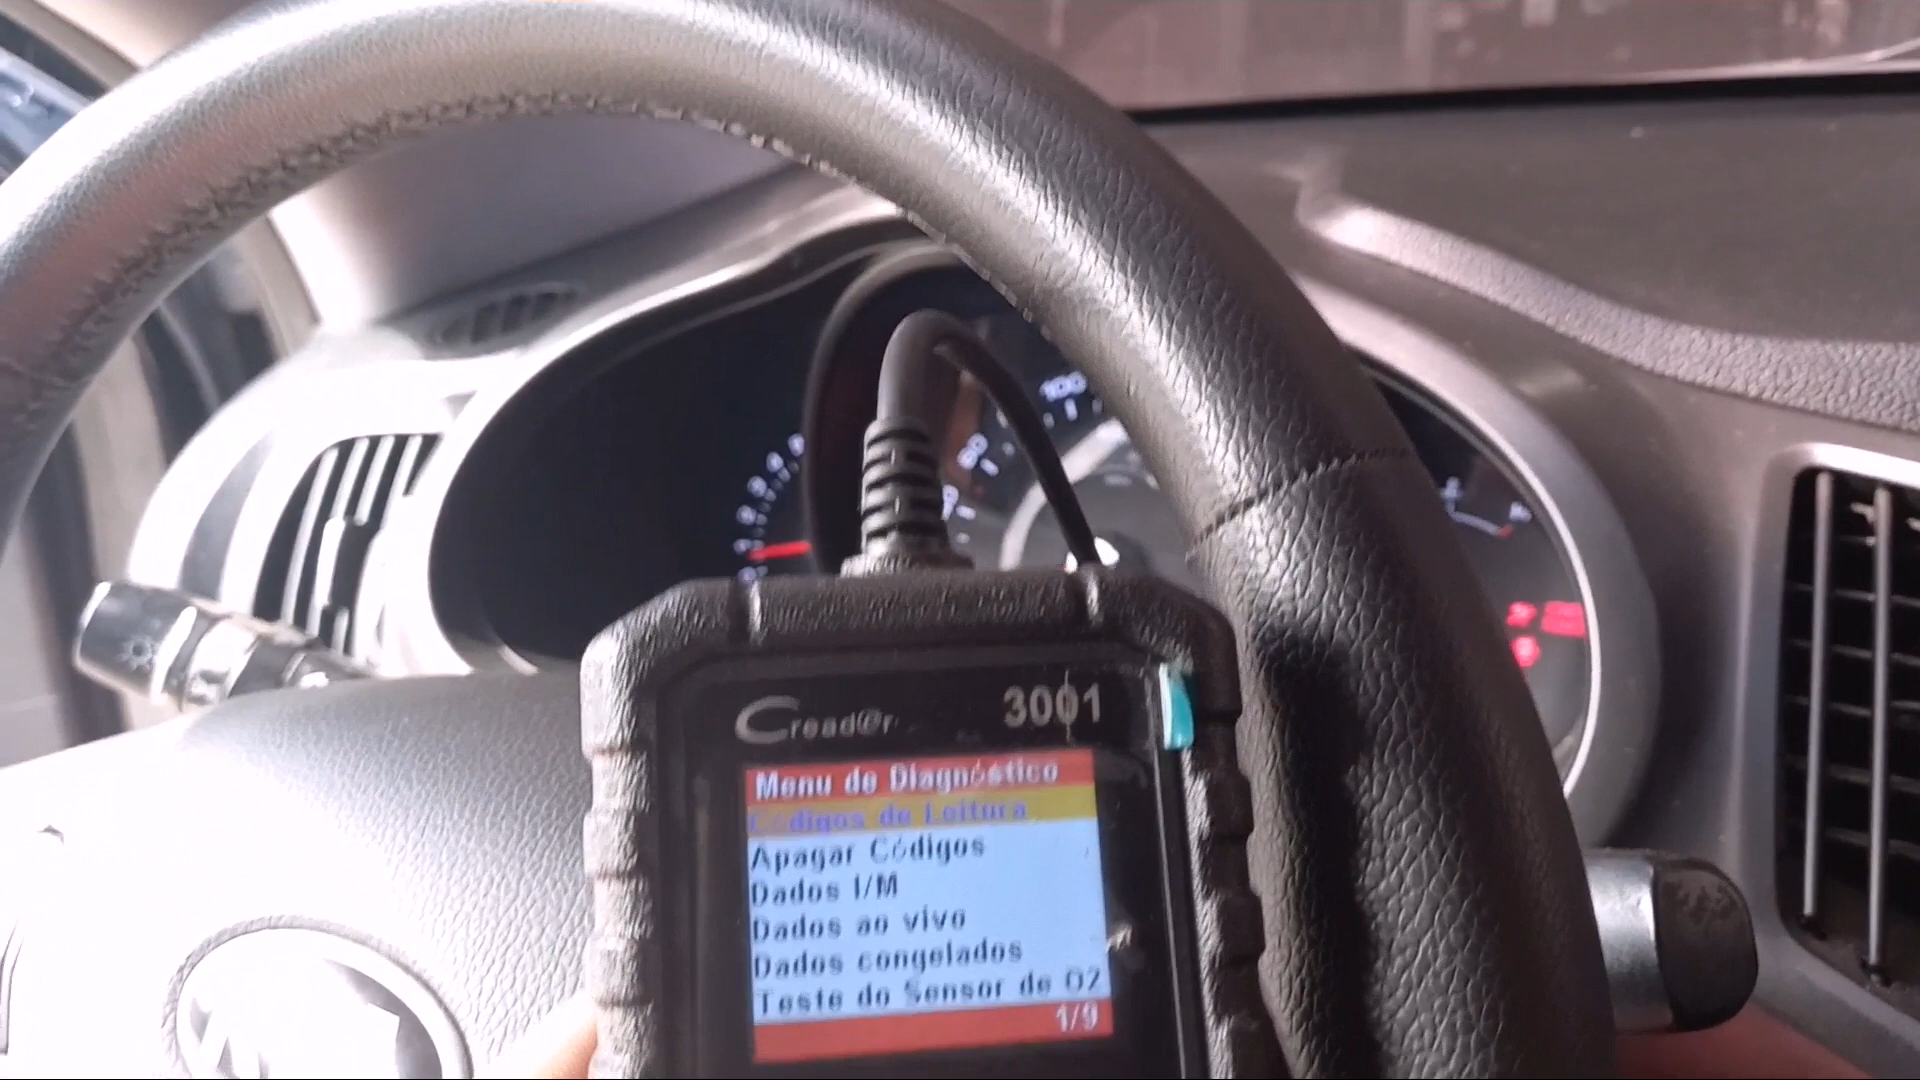 100
Creader
3001
Menu de Diagnóstico
Códigos de Leitura
Apagar Códigos
Dados I/M
Dados ao vivo
Dados congelados
Teste do Sensor de O2
1/9